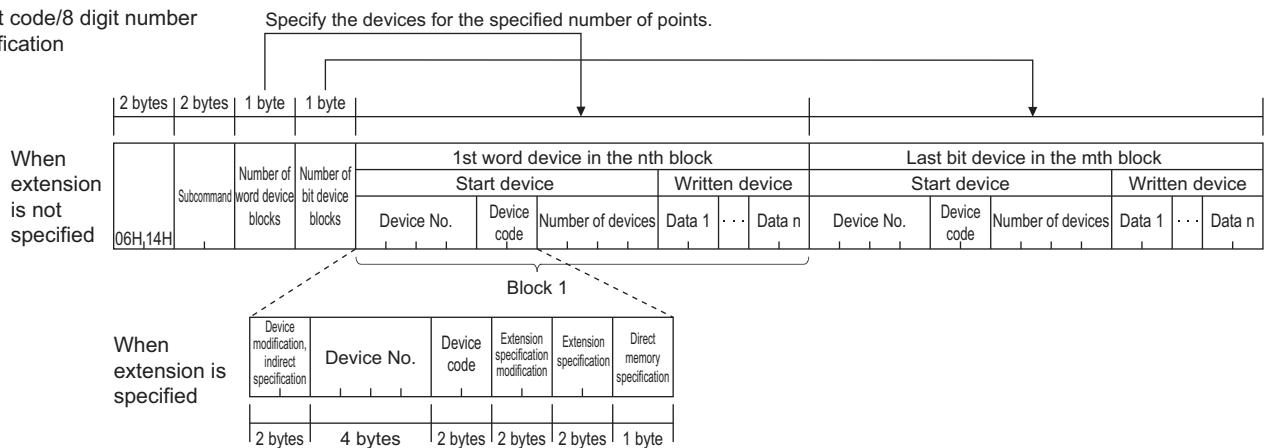 t code/8 digit number
fication
Specify the devices for the specified number of points.
2 bytes 2 bytes 1 byte 1 byte
When
extension
is not
specified
06H,14H
Subcommand
Number of
word device
blocks
Number of
bit device
blocks
1st word device in the nth block
Start device
Written device
Device No.
Device
code
Number of devices
Data 1
· · ·
Data n
Last bit device in the mth block
Start device
Written device
Device No.
Device
code
Number of devices
Data 1
· · ·
Data n
Block 1
When
extension is
specified
Device
modification,
indirect
specification
Device No.
Device
code
Extension
specification
modification
Extension
specification
Direct
memory
specification
2 bytes 4 bytes 2 bytes 2 bytes 2 bytes 1 byte